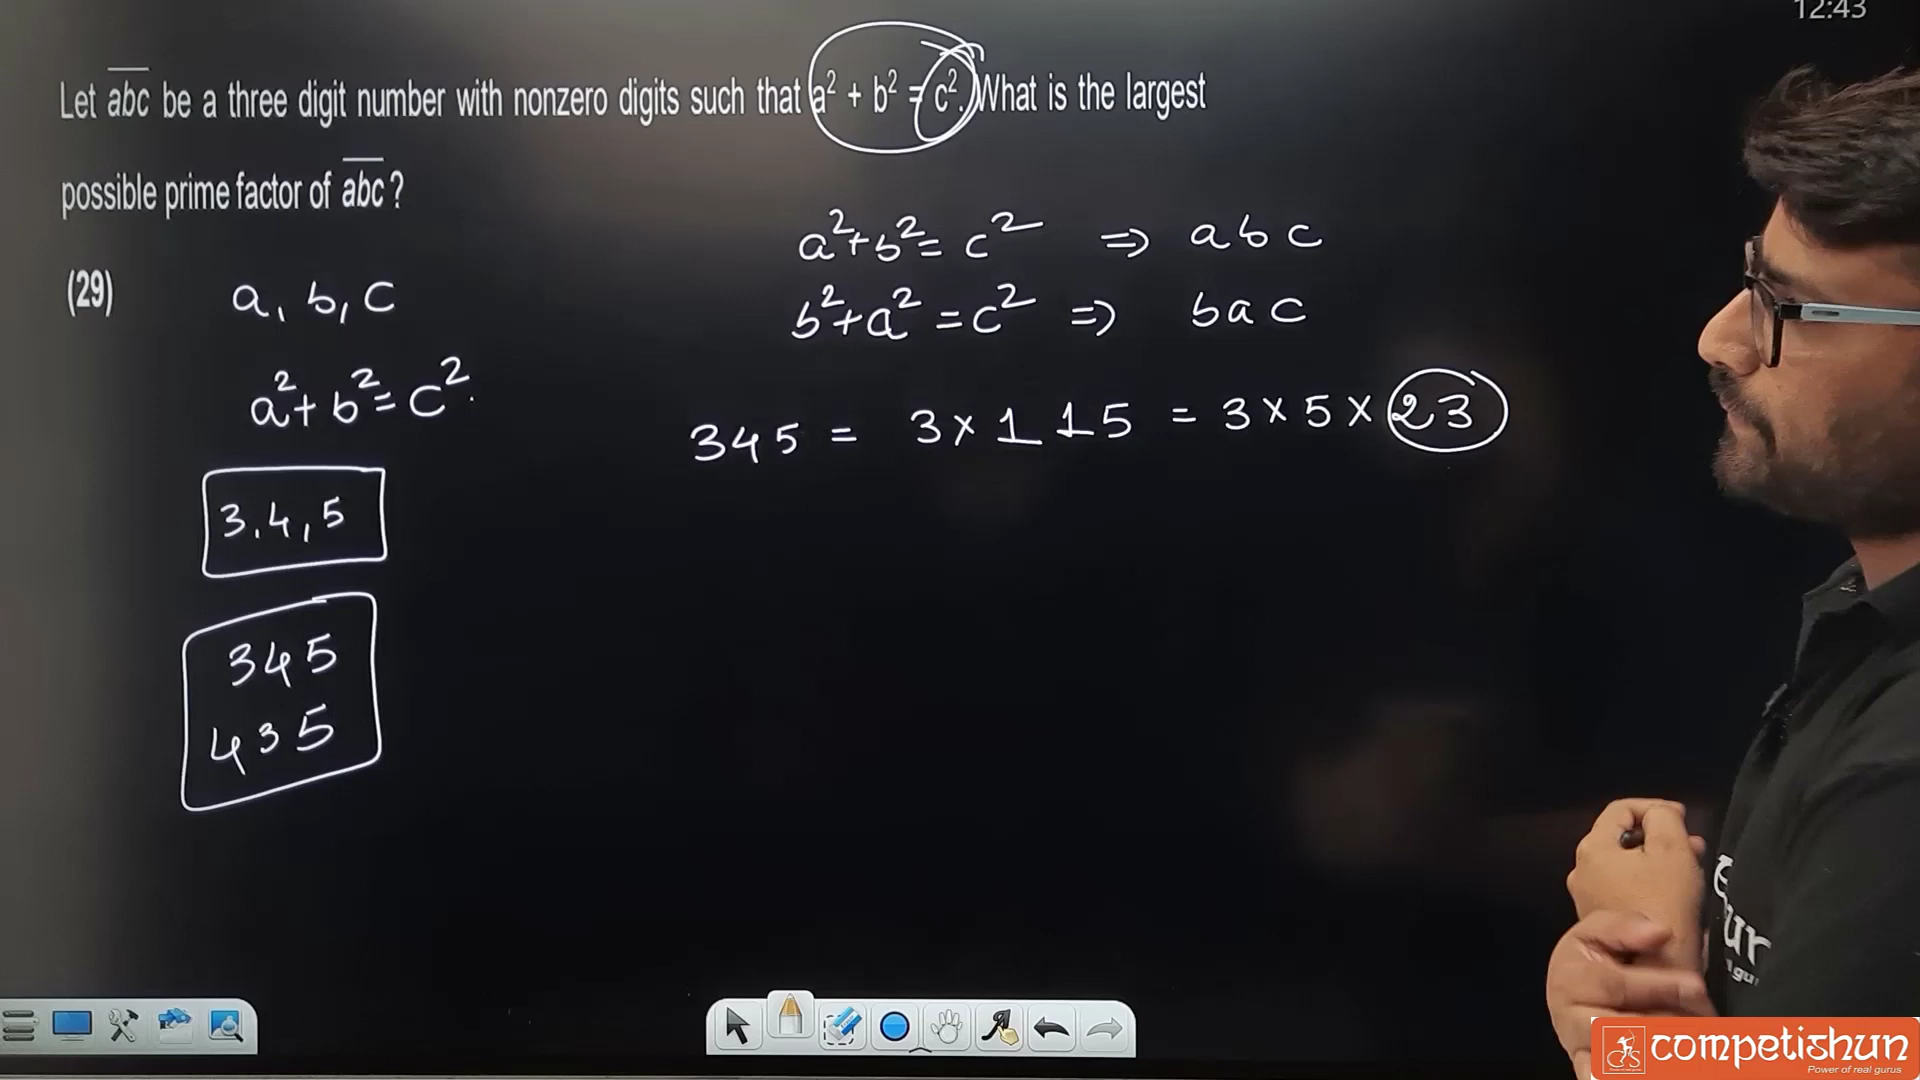 12:43
Let abc be a three digit number with nonzero digits such that a² + b² = c². What is the largest
possible prime factor of abc?
(29)
a, b, c
a² + b² = c².
3.4,5
345
435
a²+b²= c² => abc
b²+a² = c² => bac
345 = 3×115 = 3×5×23
competishun
Power of real gurus